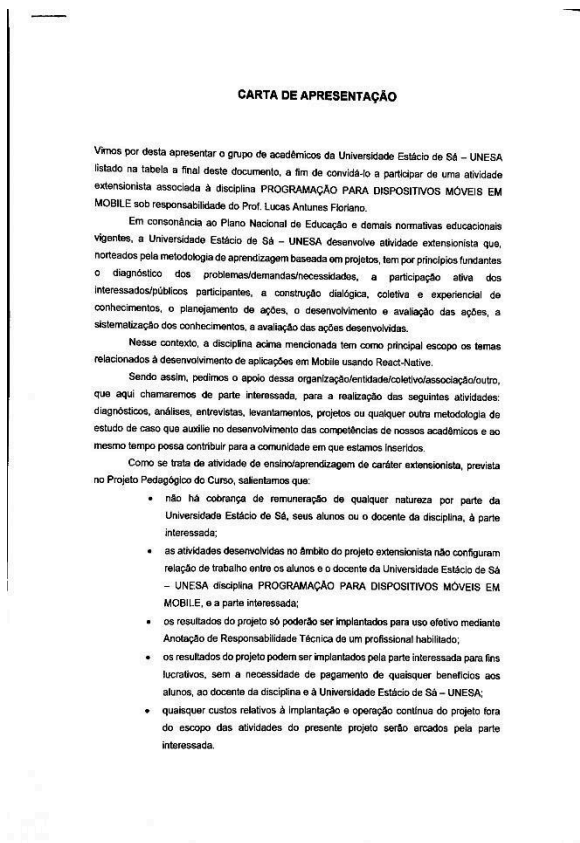 CARTA DE APRESENTAÇÃO
Vimos por desta apresentar o grupo de acadêmicos da Universidade Estácio de Sá – UNESA
listado na tabela a final deste documento, a fim de convidá-lo a participar de uma atividade
extensionista associada à disciplina PROGRAMAÇÃO PARA DISPOSITIVOS MÓVEIS EM
MOBILE sob responsabilidade do Prof. Lucas Antunes Floriano.
Em consonância ao Plano Nacional de Educação e demais normativas educacionais
vigentes, a Universidade Estácio de Sá – UNESA desenvolve atividade extensionista que,
norteados pela metodologia de aprendizagem baseada em projetos, tem por princípios fundantes
o diagnóstico dos problemas/demandas/necessidades, a participação ativa dos
interessados/públicos participantes, a construção dialógica, coletiva e experiencial de
conhecimentos, o planejamento de ações, o desenvolvimento e avaliação das ações, a
sistematização dos conhecimentos, a avaliação das ações desenvolvidas.
Nesse contexto, a disciplina acima mencionada tem como principal escopo os temas
relacionados à desenvolvimento de aplicações em Mobile usando React-Native.
Sendo assim, pedimos o apoio dessa organização/entidade/coletivo/associação/outro,
que aqui chamaremos de parte interessada, para a realização das seguintes atividades:
diagnósticos, análises, entrevistas, levantamentos, projetos ou qualquer outra metodologia de
estudo de caso que auxilie no desenvolvimento das competências de nossos acadêmicos e ao
mesmo tempo possa contribuir para a comunidade em que estamos inseridos.
Como se trata de atividade de ensino/aprendizagem de caráter extensionista, prevista
no Projeto Pedagógico do Curso, salientamos que:
• não há cobrança de remuneração de qualquer natureza por parte da
Universidade Estácio de Sá, seus alunos ou o docente da disciplina, à parte
interessada;
• as atividades desenvolvidas no âmbito do projeto extensionista não configuram
relação de trabalho entre os alunos e o docente da Universidade Estácio de Sá
– UNESA disciplina PROGRAMAÇÃO PARA DISPOSITIVOS MÓVEIS EM
MOBILE, e a parte interessada;
• os resultados do projeto só poderão ser implantados para uso efetivo mediante
Anotação de Responsabilidade Técnica de um profissional habilitado;
• os resultados do projeto podem ser implantados pela parte interessada para fins
lucrativos, sem a necessidade de pagamento de quaisquer benefícios aos
alunos, ao docente da disciplina e à Universidade Estácio de Sá – UNESA;
• quaisquer custos relativos à implantação e operação contínua do projeto fora
do escopo das atividades do presente projeto serão arcados pela parte
interessada.